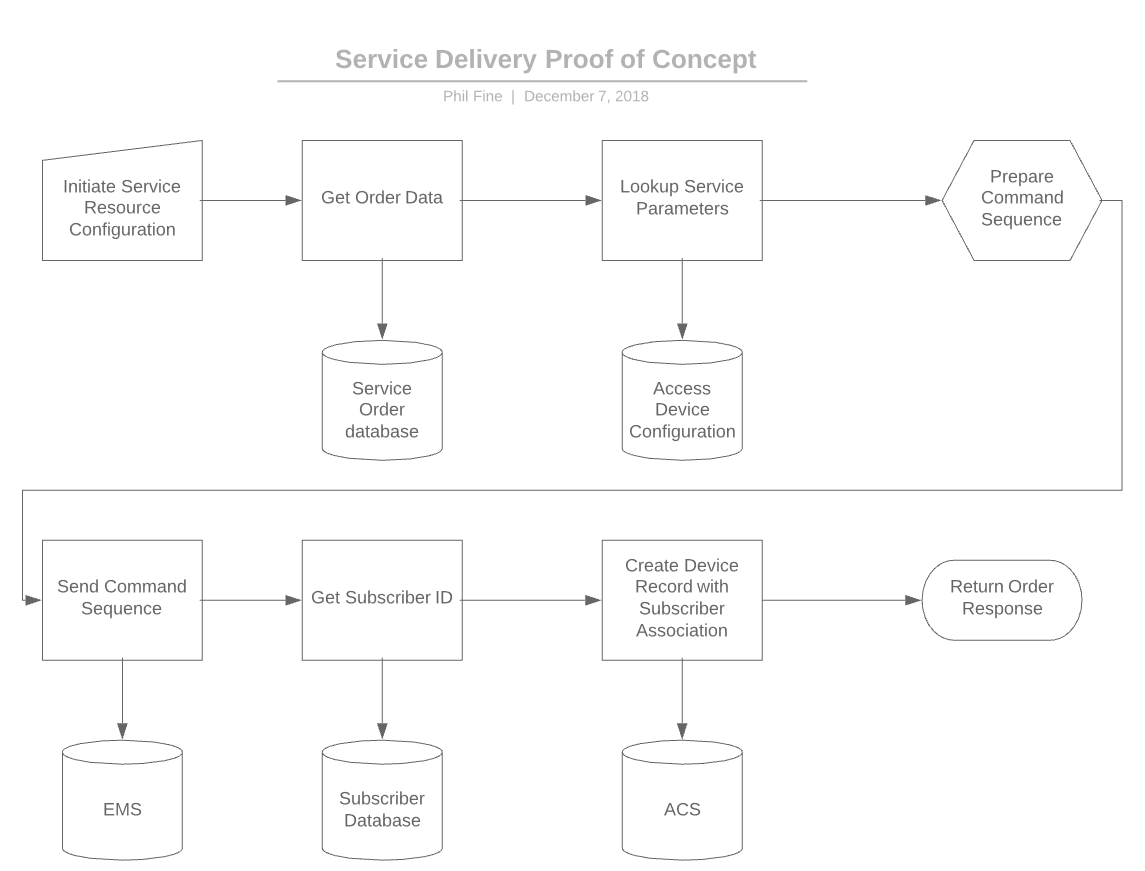 Service Delivery Proof of Concept
Phil Fine | December 7, 2018
Initiate Service
Resource
Configuration
Get Order Data
Lookup Service
Parameters
Prepare
Command
Sequence
Service
Order
database
Access
Device
Configuration
Send Command
Sequence
Get Subscriber ID
Create Device
Record with
Subscriber
Association
Return Order
Response
EMS
Subscriber
Database
ACS